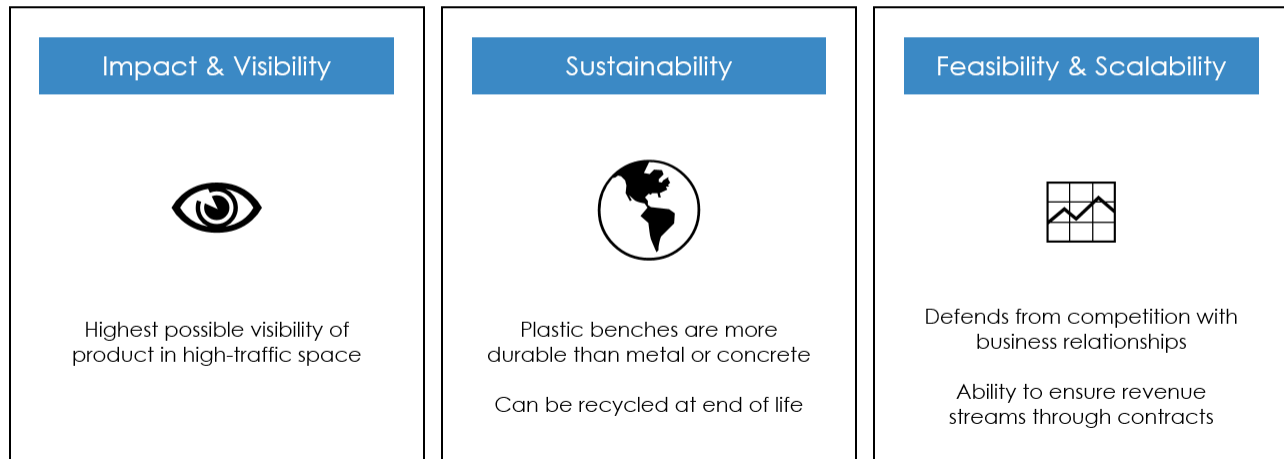 Impact & Visibility
Highest possible visibility of
product in high-traffic space
Sustainability
Plastic benches are more
durable than metal or concrete
Can be recycled at end of life
Feasibility & Scalability
Defends from competition with
business relationships
Ability to ensure revenue
streams through contracts